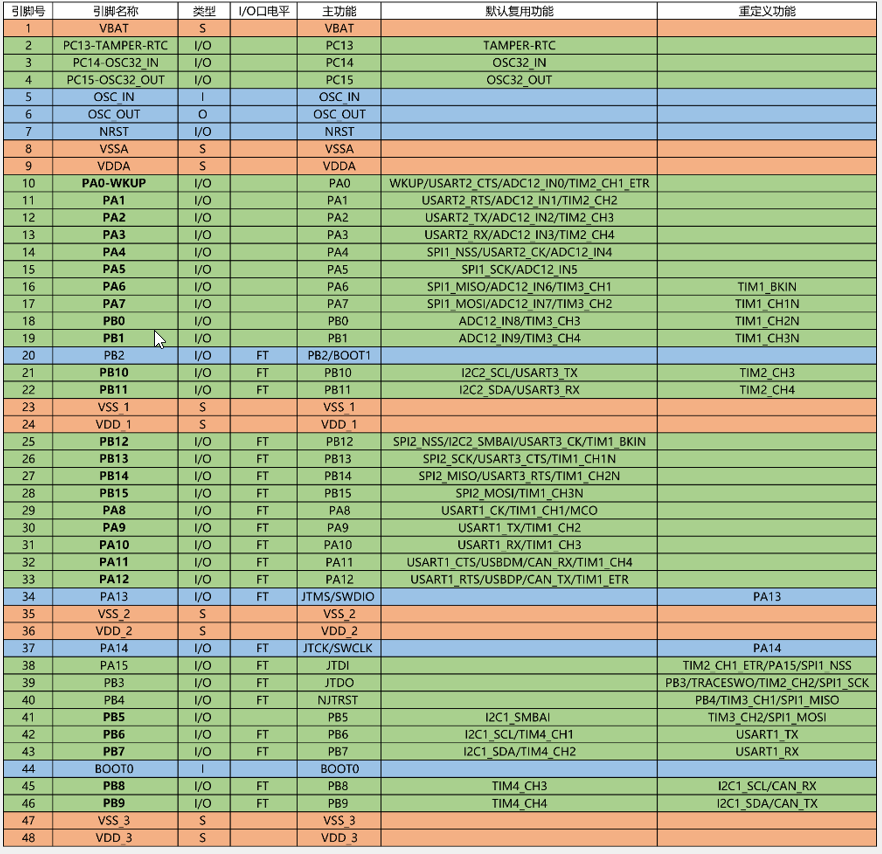 引脚号 引脚名称 类型 I/O口电平 主功能 默认复用功能 重定义功能
1 VBAT S VBAT
2 PC13-TAMPER-RTC I/O PC13 TAMPER-RTC
3 PC14-OSC32_IN I/O PC14 OSC32_IN
4 PC15-OSC32_OUT I/O PC15 OSC32_OUT
5 OSC_IN I OSC_IN
6 OSC_OUT O OSC_OUT
7 NRST I/O NRST
8 VSSA S VSSA
9 VDDA S VDDA
10 PA0-WKUP I/O PA0 WKUP/USART2_CTS/ADC12_IN0/TIM2_CH1_ETR
11 PA1 I/O PA1 USART2_RTS/ADC12_IN1/TIM2_CH2
12 PA2 I/O PA2 USART2_TX/ADC12_IN2/TIM2_CH3
13 PA3 I/O PA3 USART2_RX/ADC12_IN3/TIM2_CH4
14 PA4 I/O PA4 SPI1_NSS/USART2_CK/ADC12_IN4
15 PA5 I/O PA5 SPI1_SCK/ADC12_IN5
16 PA6 I/O PA6 SPI1_MISO/ADC12_IN6/TIM3_CH1 TIM1_BKIN
17 PA7 I/O PA7 SPI1_MOSI/ADC12_IN7/TIM3_CH2 TIM1_CH1N
18 PB0 I/O PB0 ADC12_IN8/TIM3_CH3 TIM1_CH2N
19 PB1 I/O PB1 ADC12_IN9/TIM3_CH4 TIM1_CH3N
20 PB2 I/O FT PB2/BOOT1
21 PB10 I/O FT PB10 I2C2_SCL/USART3_TX TIM2_CH3
22 PB11 I/O FT PB11 I2C2_SDA/USART3_RX TIM2_CH4
23 VSS_1 S VSS_1
24 VDD_1 S VDD_1
25 PB12 I/O FT PB12 SPI2_NSS/I2C2_SMBAI/USART3_CK/TIM1_BKIN
26 PB13 I/O FT PB13 SPI2_SCK/USART3_CTS/TIM1_CH1N
27 PB14 I/O FT PB14 SPI2_MISO/USART3_RTS/TIM1_CH2N
28 PB15 I/O FT PB15 SPI2_MOSI/TIM1_CH3N
29 PA8 I/O FT PA8 USART1_CK/TIM1_CH1/MCO
30 PA9 I/O FT PA9 USART1_TX/TIM1_CH2
31 PA10 I/O FT PA10 USART1_RX/TIM1_CH3
32 PA11 I/O FT PA11 USART1_CTS/USBDM/CAN_RX/TIM1_CH4
33 PA12 I/O FT PA12 USART1_RTS/USBDP/CAN_TX/TIM1_ETR
34 PA13 I/O FT JTMS/SWDIO PA13
35 VSS_2 S VSS_2
36 VDD_2 S VDD_2
37 PA14 I/O FT JTCK/SWCLK PA14
38 PA15 I/O FT JTDI TIM2_CH1_ETR/PA15/SPI1_NSS
39 PB3 I/O FT JTDO PB3/TRACESWO/TIM2_CH2/SPI1_SCK
40 PB4 I/O FT NJTRST PB4/TIM3_CH1/SPI1_MISO
41 PB5 I/O PB5 I2C1_SMBAI TIM3_CH2/SPI1_MOSI
42 PB6 I/O FT PB6 I2C1_SCL/TIM4_CH1 USART1_TX
43 PB7 I/O FT PB7 I2C1_SDA/TIM4_CH2 USART1_RX
44 BOOT0 I BOOT0
45 PB8 I/O FT PB8 TIM4_CH3 I2C1_SCL/CAN_RX
46 PB9 I/O FT PB9 TIM4_CH4 I2C1_SDA/CAN_TX
47 VSS_3 S VSS_3
48 VDD_3 S VDD_3